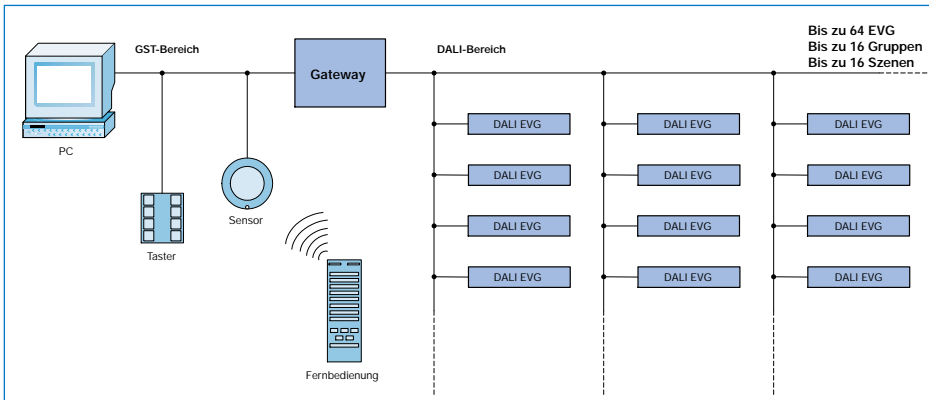 GST-Bereich
DALI-Bereich
Bis zu 64 EVG
Bis zu 16 Gruppen
Bis zu 16 Szenen
Gateway
PC
Taster
Sensor
Fernbedienung
DALI EVG
DALI EVG
DALI EVG
DALI EVG
DALI EVG
DALI EVG
DALI EVG
DALI EVG
DALI EVG
DALI EVG
DALI EVG
DALI EVG